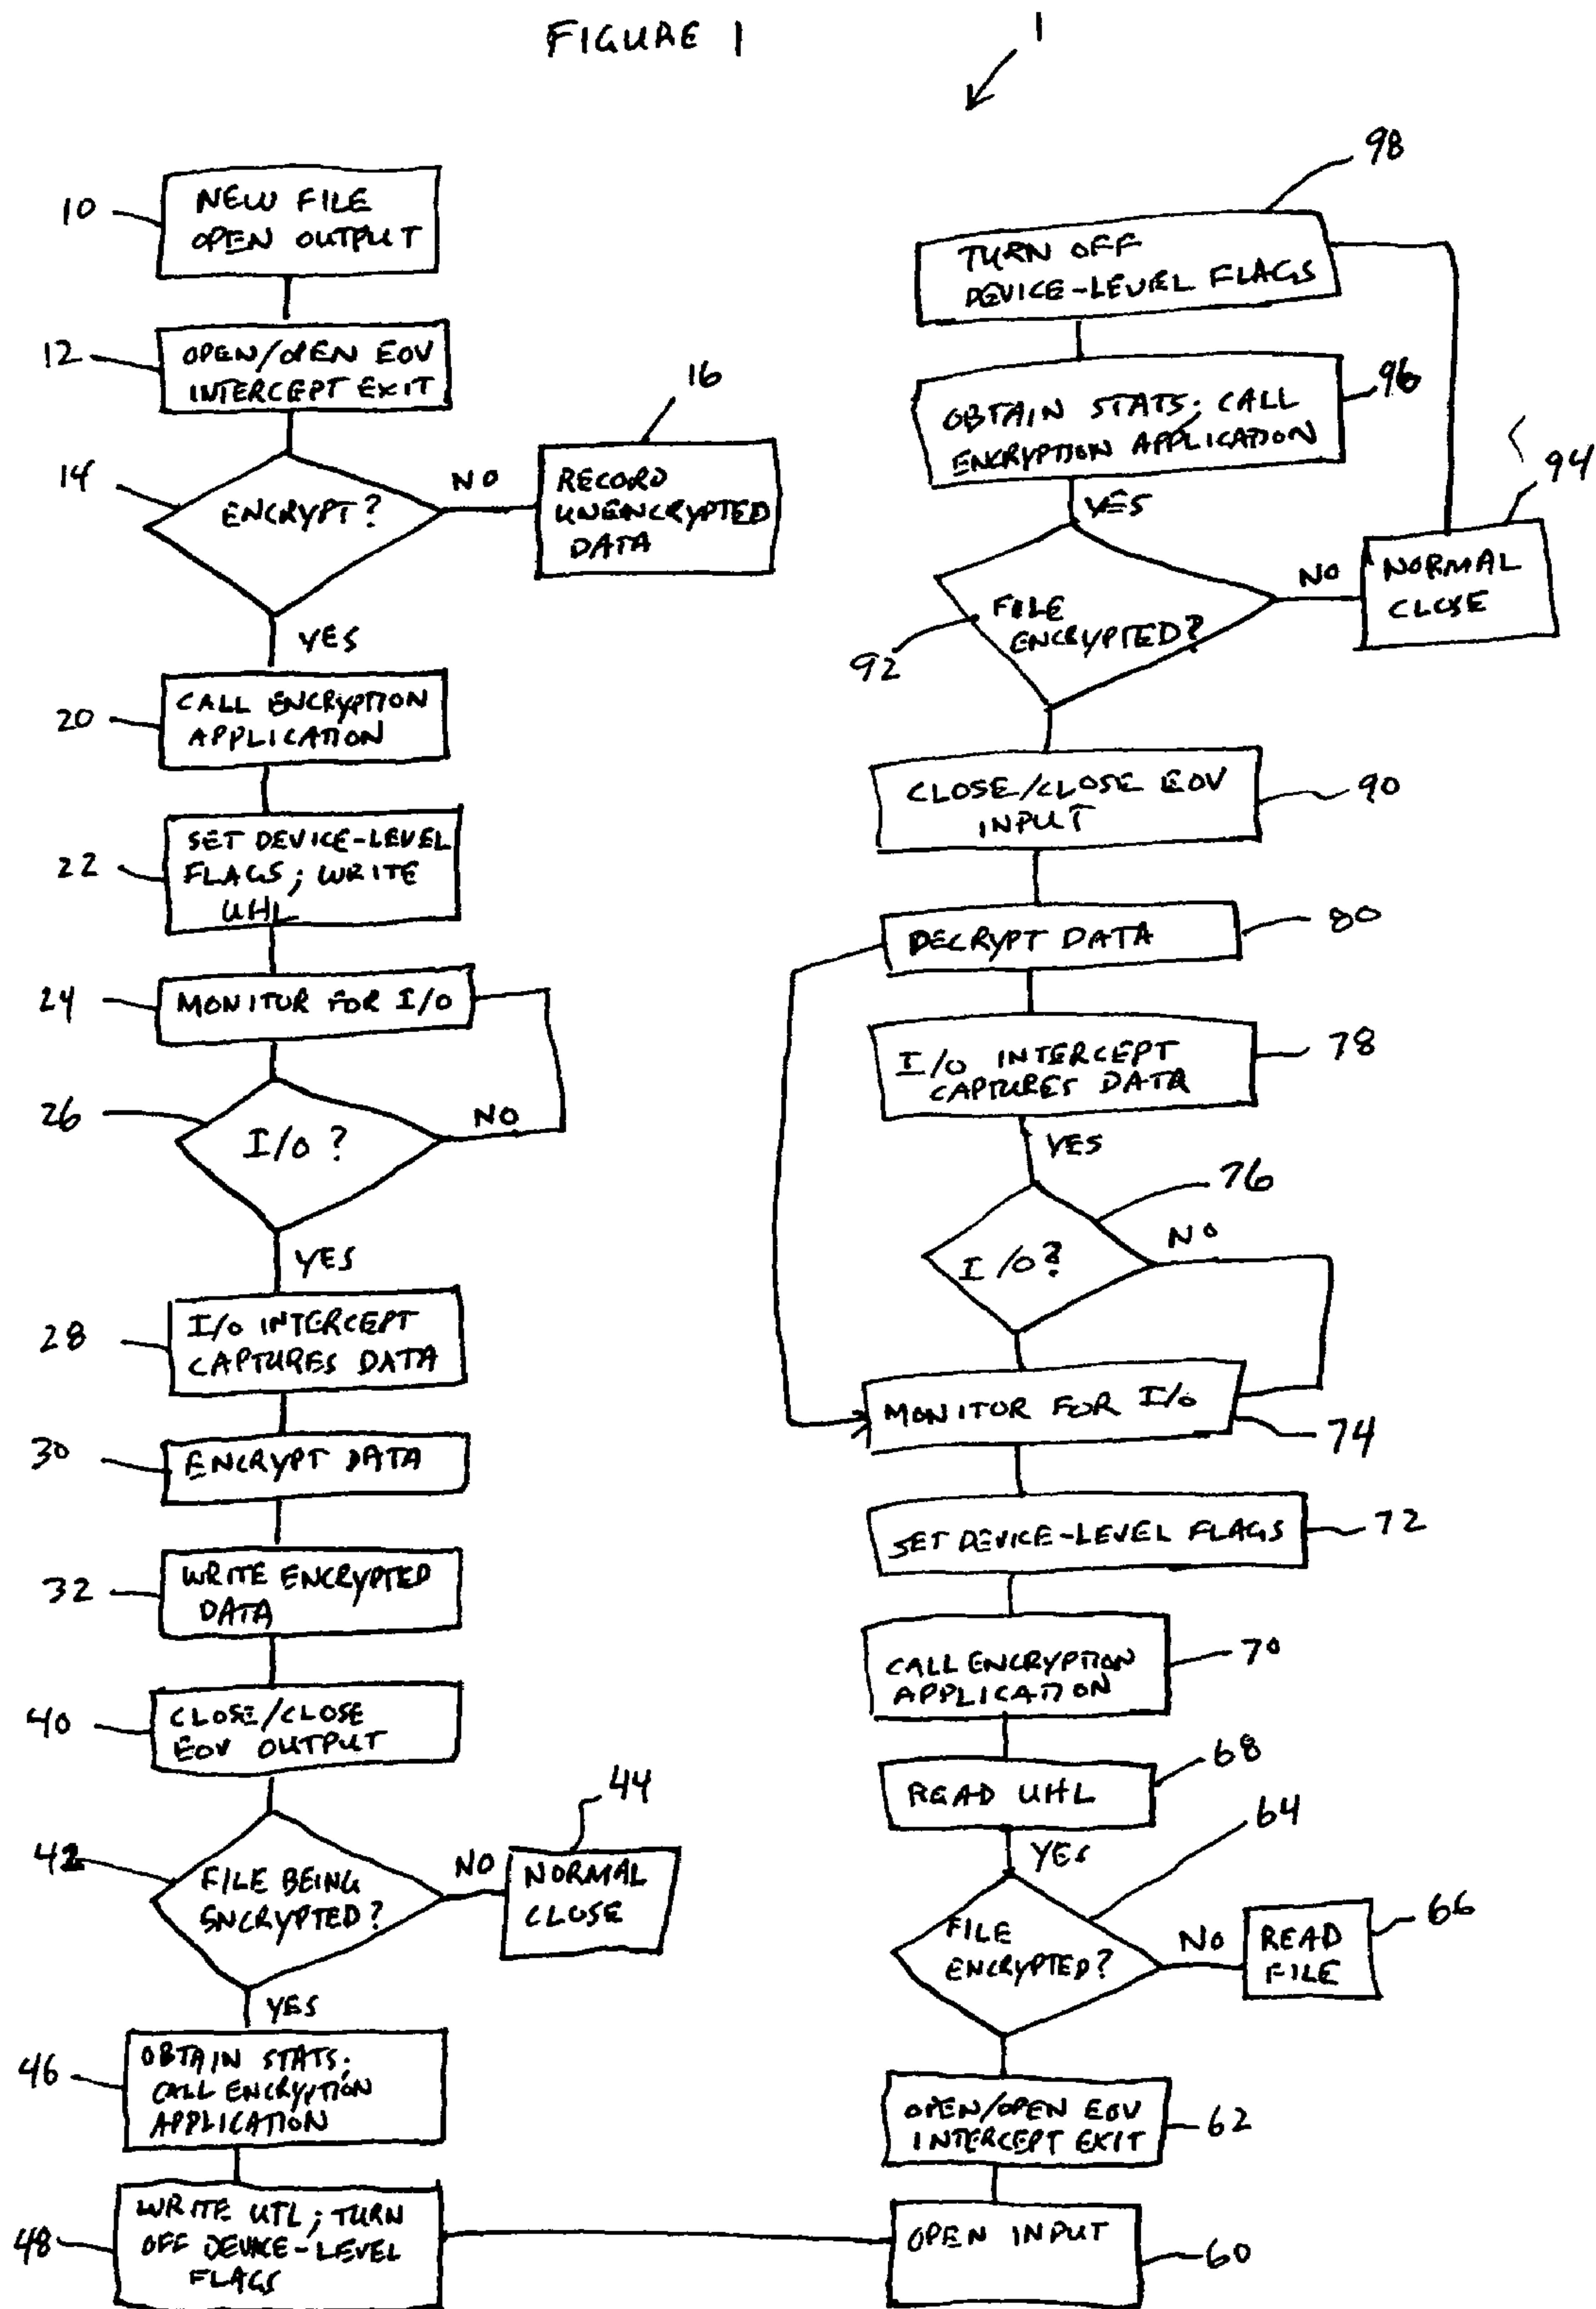 FIGURE 1
1
10
NEW FILE
OPEN OUTPUT
12
OPEN/OPEN EOV
INTERCEPT EXIT
14
ENCRYPT?
NO
16
RECORD
UNENCRYPTED
DATA
YES
20
CALL ENCRYPTION
APPLICATION
22
SET DEVICE-LEVEL
FLAGS; WRITE
UHL
24
MONITOR FOR I/O
26
I/O?
NO
YES
28
I/O INTERCEPT
CAPTURES DATA
30
ENCRYPT DATA
32
WRITE ENCRYPTED
DATA
40
CLOSE/CLOSE
EOV OUTPUT
42
FILE BEING
ENCRYPTED?
NO
44
NORMAL
CLOSE
YES
46
OBTAIN STATS;
CALL ENCRYPTION
APPLICATION
48
WRITE UTL; TURN
OFF DEVICE-LEVEL
FLAGS
98
TURN OFF
DEVICE-LEVEL FLAGS
96
OBTAIN STATS; CALL
ENCRYPTION APPLICATION
YES
94
NORMAL
CLOSE
NO
FILE
ENCRYPTED?
92
CLOSE/CLOSE EOV
INPUT
90
DECRYPT DATA
80
I/O INTERCEPT
CAPTURES DATA
78
YES
76
I/O?
NO
MONITOR FOR I/O
74
SET DEVICE-LEVEL FLAGS
72
CALL ENCRYPTION
APPLICATION
70
READ UHL
68
YES
64
FILE
ENCRYPTED?
NO
READ
FILE
66
OPEN/OPEN EOV
INTERCEPT EXIT
62
OPEN INPUT
60